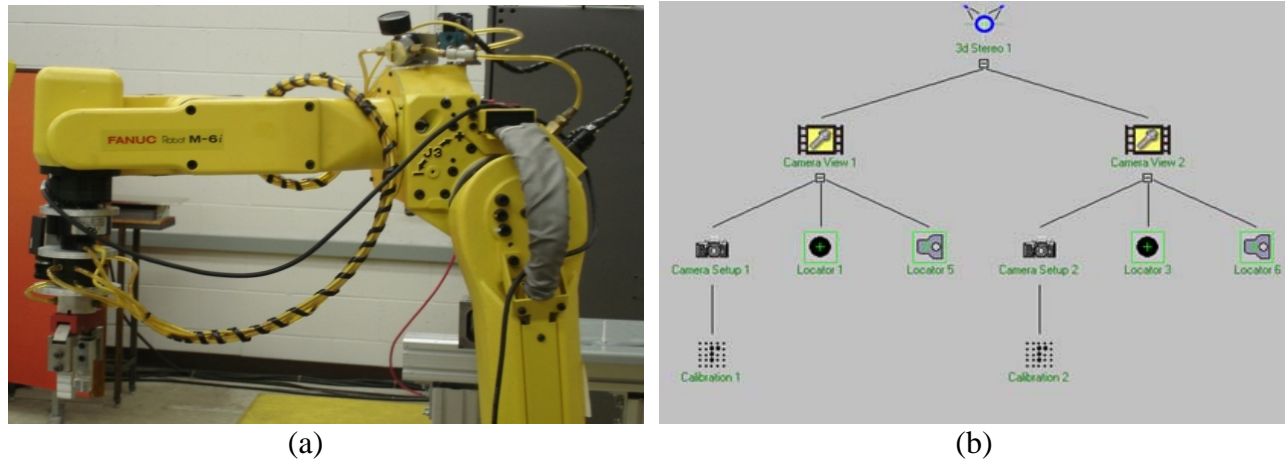 FANUC Robot M-6i
- J3 +
3d Stereo 1
Camera View 1
Camera View 2
Camera Setup 1
Locator 1
Locator 5
Camera Setup 2
Locator 3
Locator 6
Calibration 1
Calibration 2
(a)
(b)